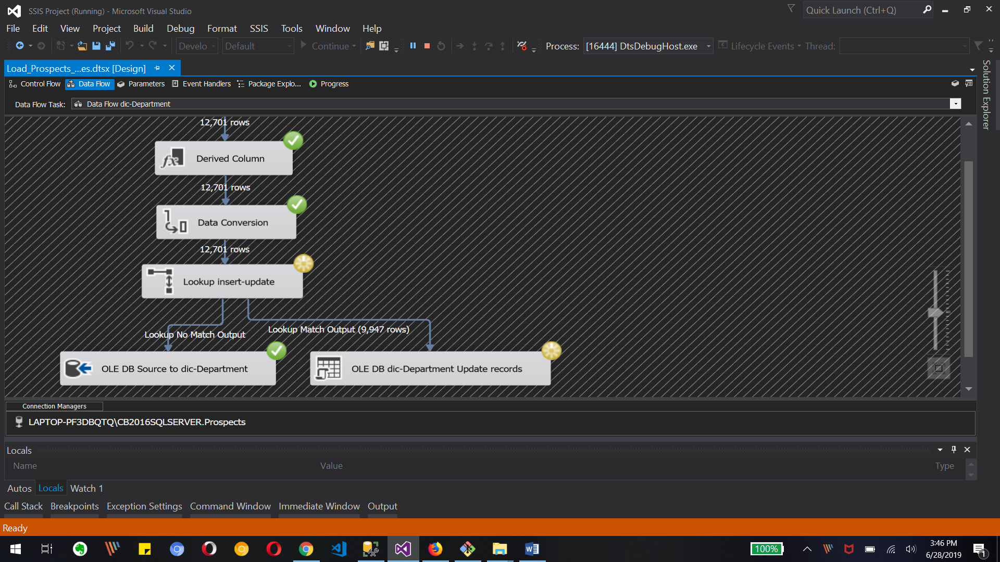 SSIS Project (Running) - Microsoft Visual Studio
Quick Launch (Ctrl+Q)
File Edit View Project Build Debug Format SSIS Tools Window Help
Develo Default Continue Process: [16444] DtsDebugHost.exe Lifecycle Events Thread:
Load_Prospects_...es.dtsx [Design]
Solution Explorer
Control Flow Data Flow Parameters Event Handlers Package Explo... Progress
Data Flow Task: Data Flow dic-Department
12,701 rows
Derived Column
12,701 rows
Data Conversion
12,701 rows
Lookup insert-update
Lookup No Match Output
Lookup Match Output (9,947 rows)
OLE DB Source to dic-Department
OLE DB dic-Department Update records
Connection Managers
LAPTOP-PF3DBQTQ\CB2016SQLSERVER.Prospects
Locals
Name Value Type
Autos Locals Watch 1
Call Stack Breakpoints Exception Settings Command Window Immediate Window Output
Ready
100%
3:46 PM
6/28/2019
1